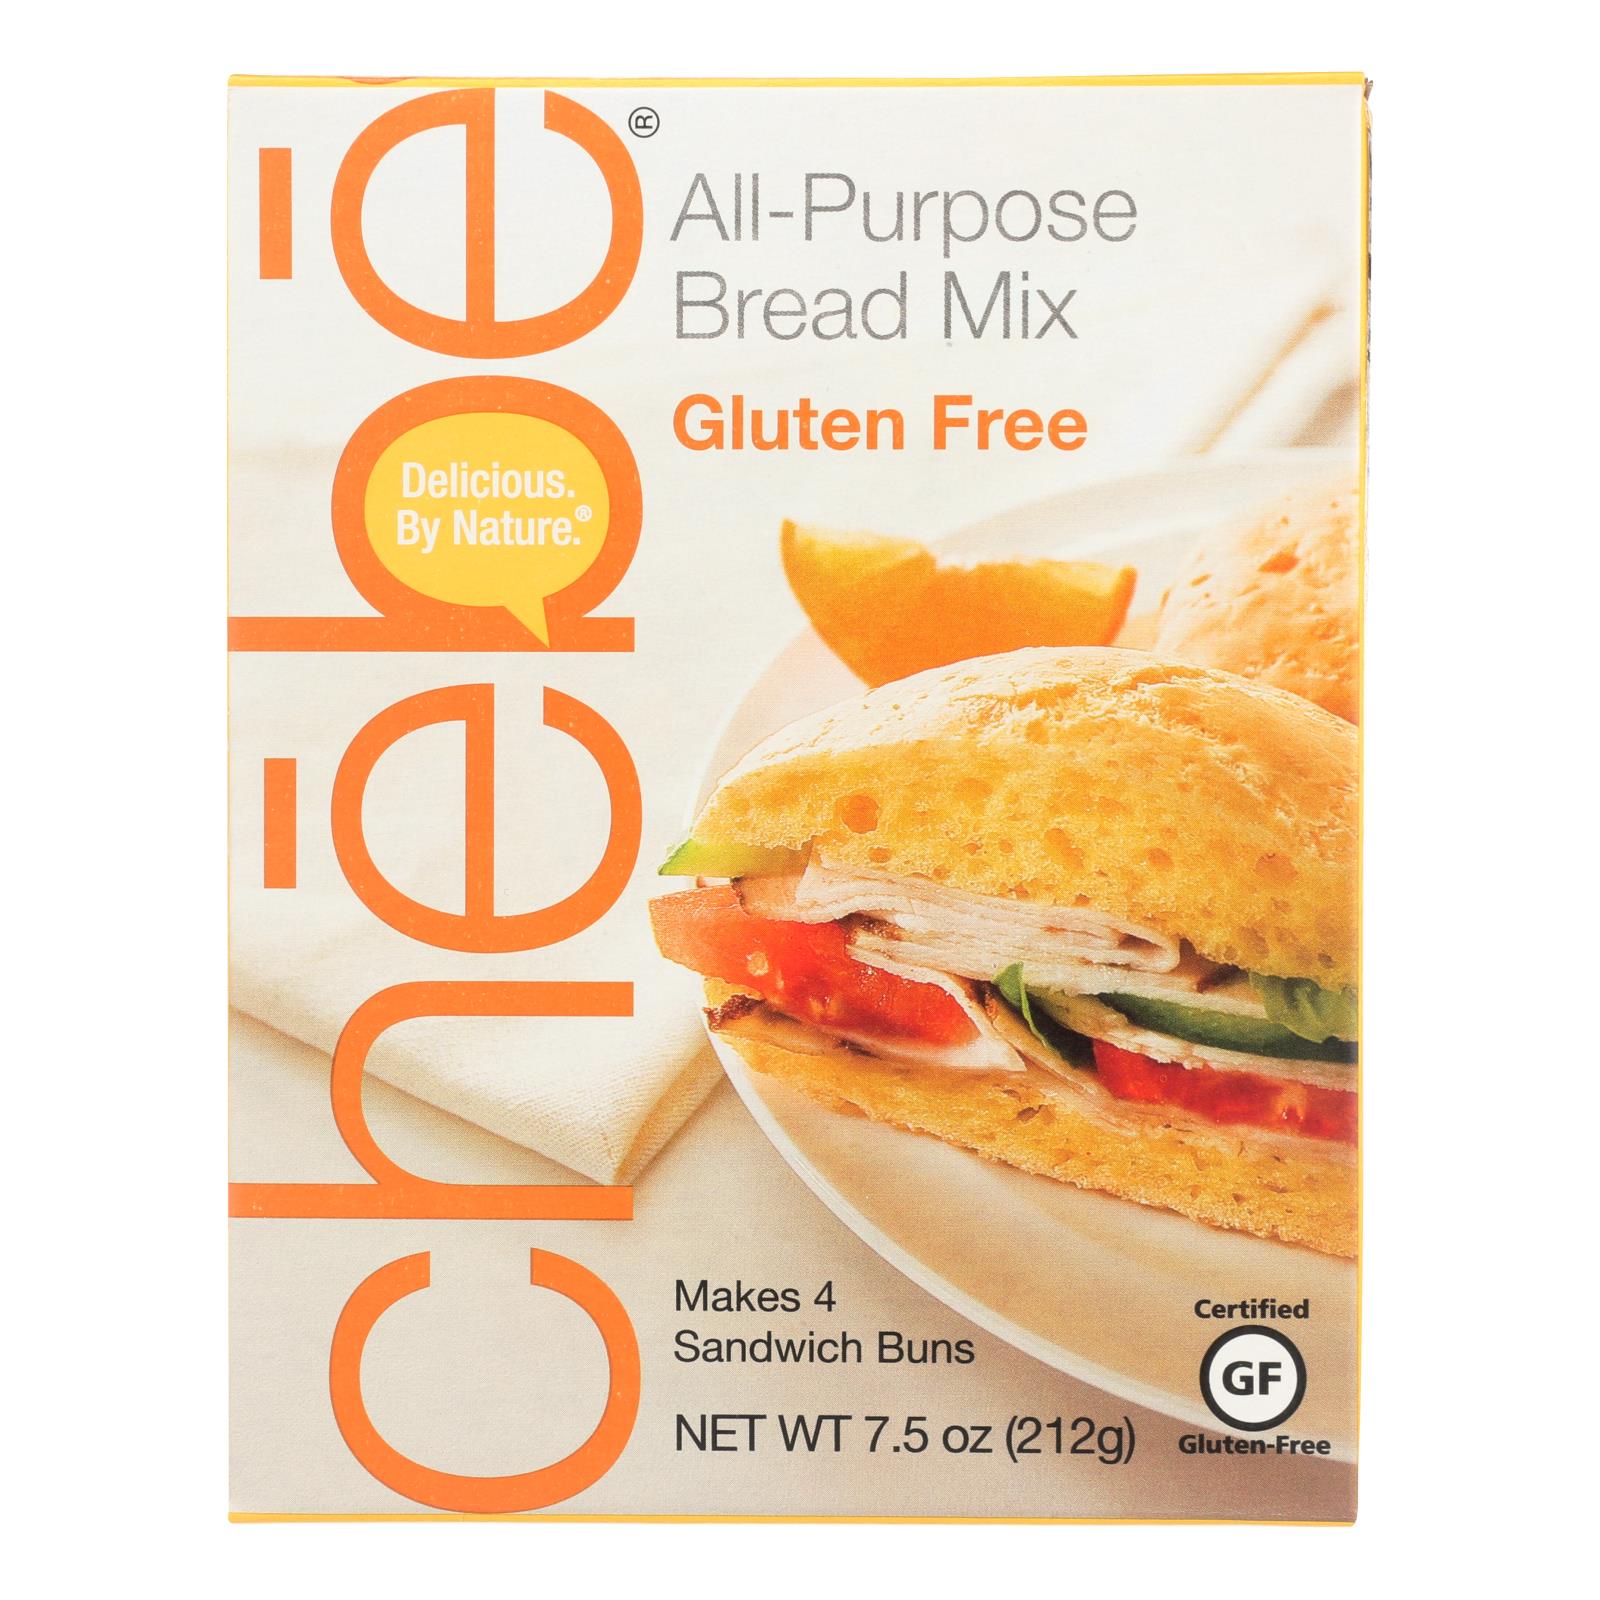 chēbē®
All-Purpose
Bread Mix
Gluten Free
Delicious.
By Nature.®
Makes 4
Sandwich Buns
NET WT 7.5 oz (212g)
Certified
GF
Gluten-Free